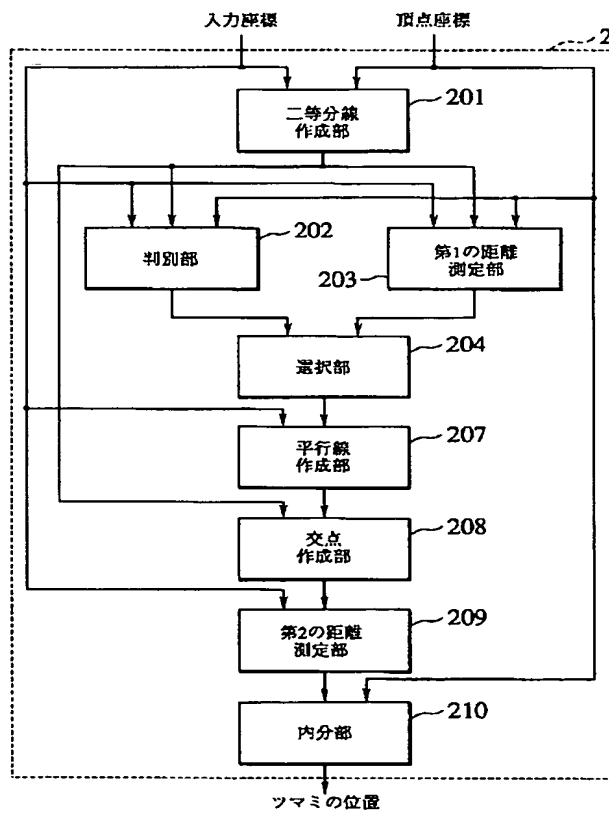 入力座標
頂点座標
2
二等分線
作成部
201
判別部
202
第1の距離
測定部
203
選択部
204
平行線
作成部
207
交点
作成部
208
第2の距離
測定部
209
内分部
210
ツマミの位置